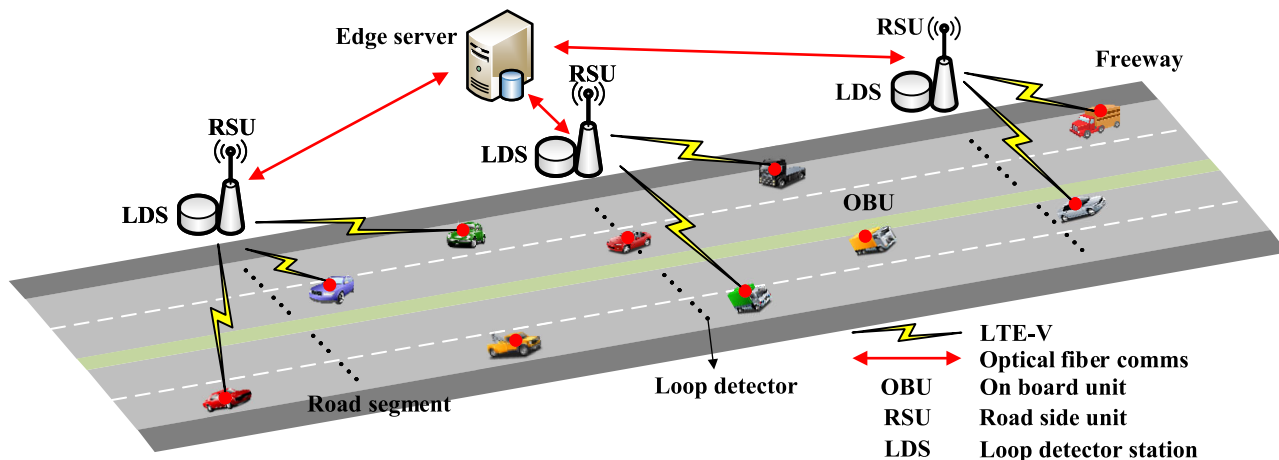 Edge server
RSU
Freeway
RSU
LDS
RSU
LDS
LDS
OBU
LTE-V
Optical fiber comms
Loop detector
OBU On board unit
Road segment
RSU Road side unit
LDS Loop detector station